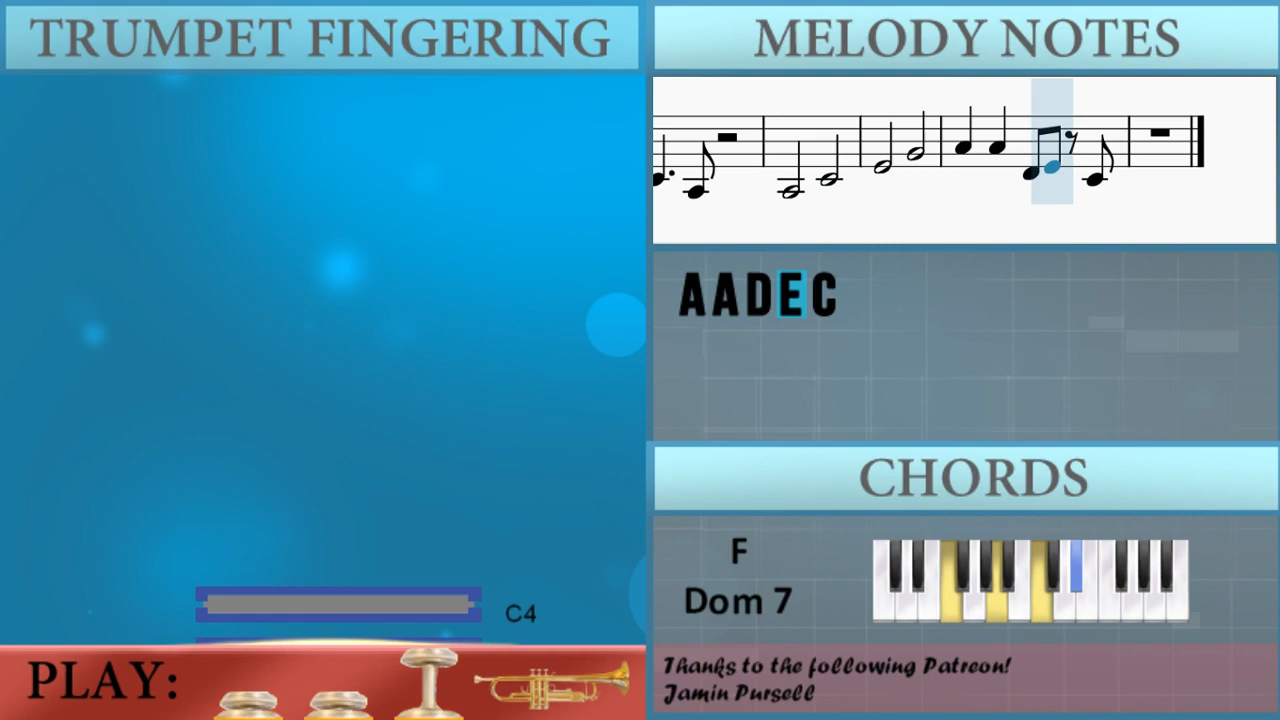 TRUMPET FINGERING
C4
PLAY:
MELODY NOTES
AADEC
CHORDS
F
Dom 7
Thanks to the following Patreon!
Jamin Pursell